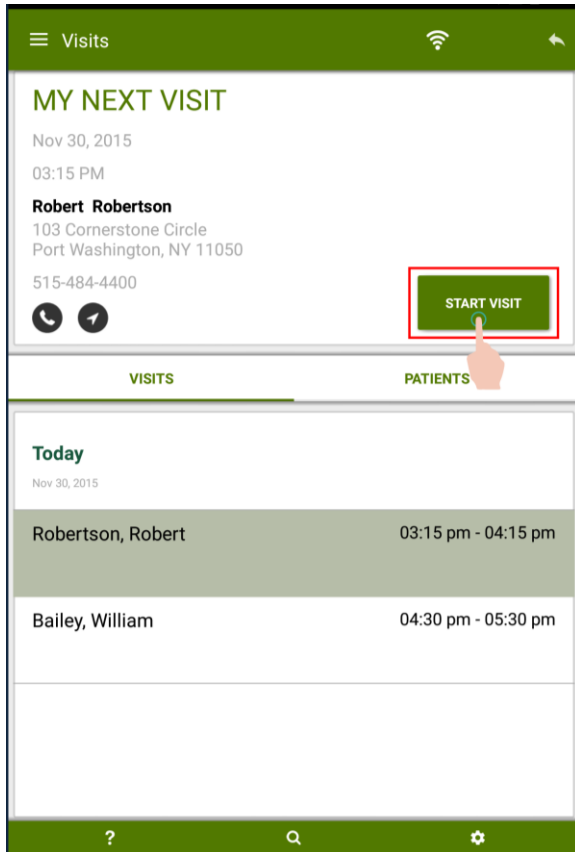 Visits
MY NEXT VISIT
Nov 30, 2015
03:15 PM
Robert Robertson
103 Cornerstone Circle
Port Washington, NY 11050
515-484-4400
START VISIT
VISITS PATIENTS
Today
Nov 30, 2015
Robertson, Robert 03:15 pm - 04:15 pm
Bailey, William 04:30 pm - 05:30 pm
?